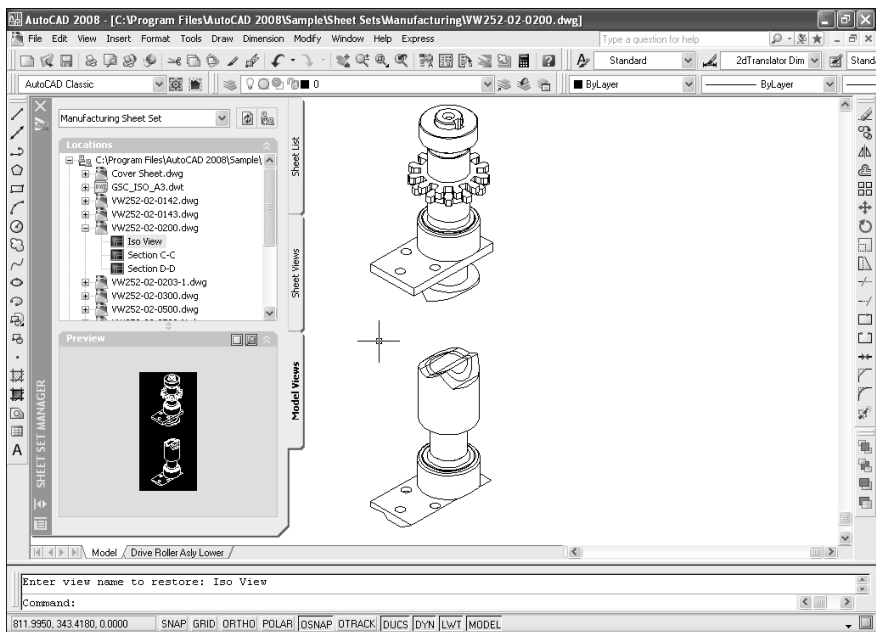 AutoCAD 2008 - [C:\Program Files\AutoCAD 2008\Sample\Sheet Sets\Manufacturing\VW252-02-0200.dwg]
File Edit View Insert Format Tools Draw Dimension Modify Window Help Express
Type a question for help
Standard 2dTranslator Dim Stand
AutoCAD Classic 0 ByLayer ByLayer
Manufacturing Sheet Set
Locations
C:\Program Files\AutoCAD 2008\Sample\
Cover Sheet.dwg
GSC_ISO_A3.dwt
VW252-02-0142.dwg
VW252-02-0143.dwg
VW252-02-0200.dwg
Iso View
Section C-C
Section D-D
VW252-02-0203-1.dwg
VW252-02-0300.dwg
VW252-02-0500.dwg
Preview
Sheet List
Sheet Views
Model Views
SHEET SET MANAGER
A
Model Drive Roller Asly Lower
Enter view name to restore: Iso View
Command:
811.9950, 343.4180, 0.0000 SNAP GRID ORTHO POLAR OSNAP OTRACK DUCS DYN LWT MODEL